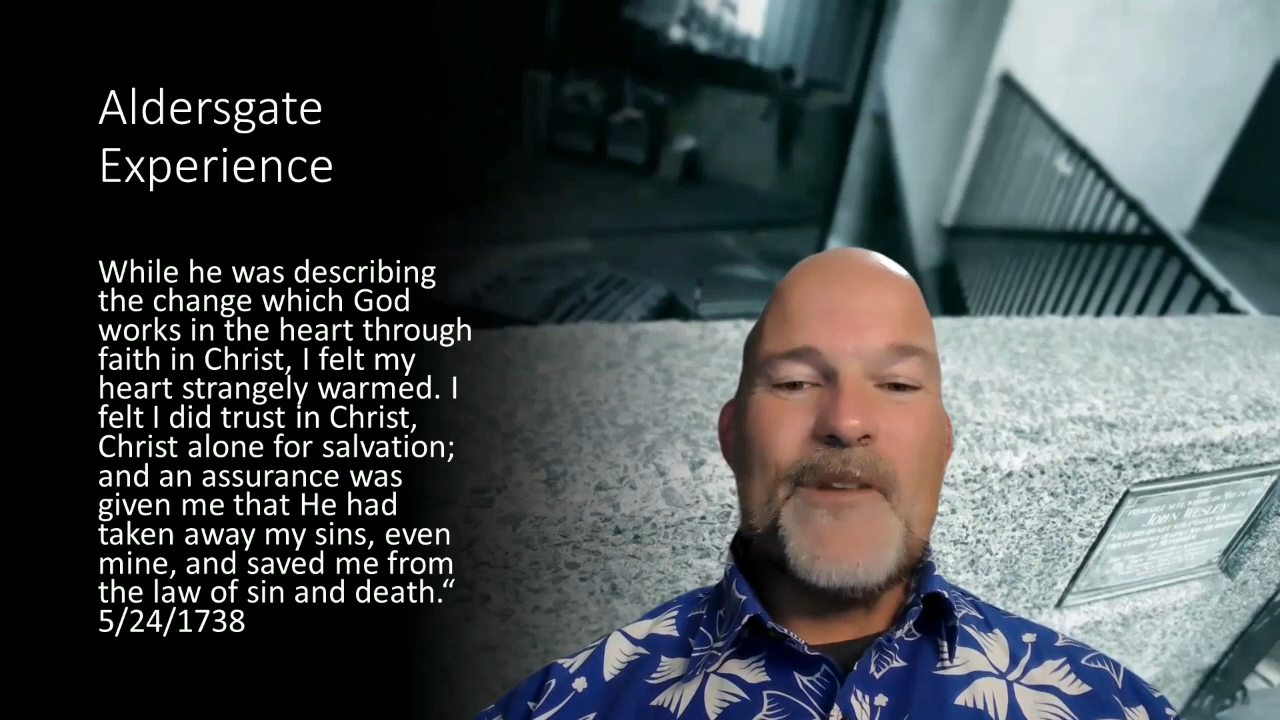 Aldersgate
Experience
While he was describing
the change which God
works in the heart through
faith in Christ, I felt my
heart strangely warmed. I
felt I did trust in Christ,
Christ alone for salvation;
and an assurance was
given me that He had
taken away my sins, even
mine, and saved me from
the law of sin and death.“
5/24/1738
JOHN WESLEY